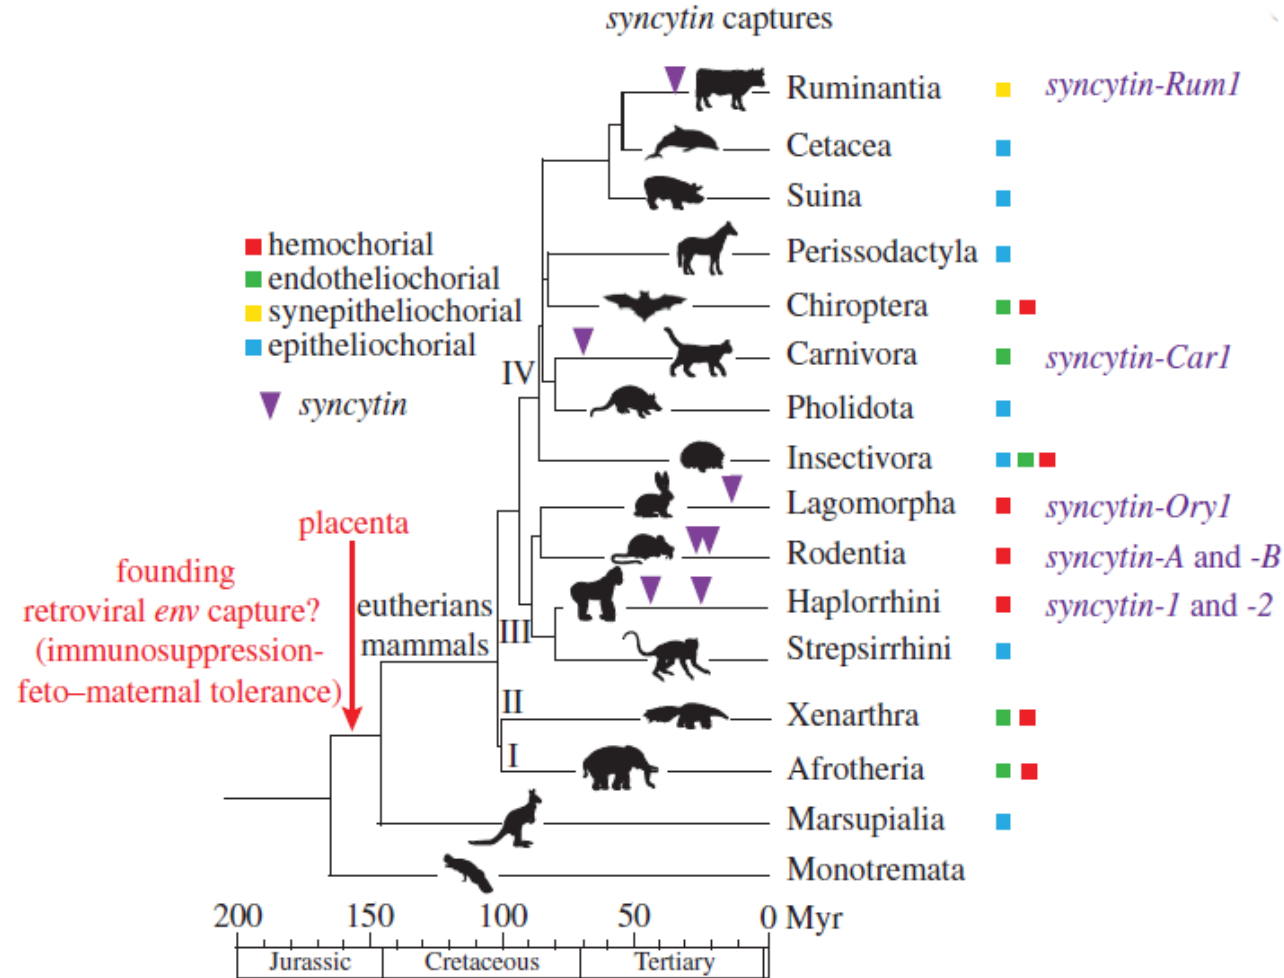 syncytin captures
Ruminantia syncytin-Rum1
Cetacea
Suina
hemochorial
endotheliochorial
synepitheliochorial
epitheliochorial
syncytin
Perissodactyla
Chiroptera
Carnivora syncytin-Car1
IV
Pholidota
Insectivora
Lagomorpha syncytin-Ory1
placenta
Rodentia syncytin-A and -B
founding
retroviral env capture?
(immunosuppression-
feto–maternal tolerance)
eutherians
mammals
Haplorrhini syncytin-1 and -2
III
Strepsirrhini
II
Xenarthra
I
Afrotheria
Marsupialia
Monotremata
200 150 100 50 0 Myr
Jurassic Cretaceous Tertiary